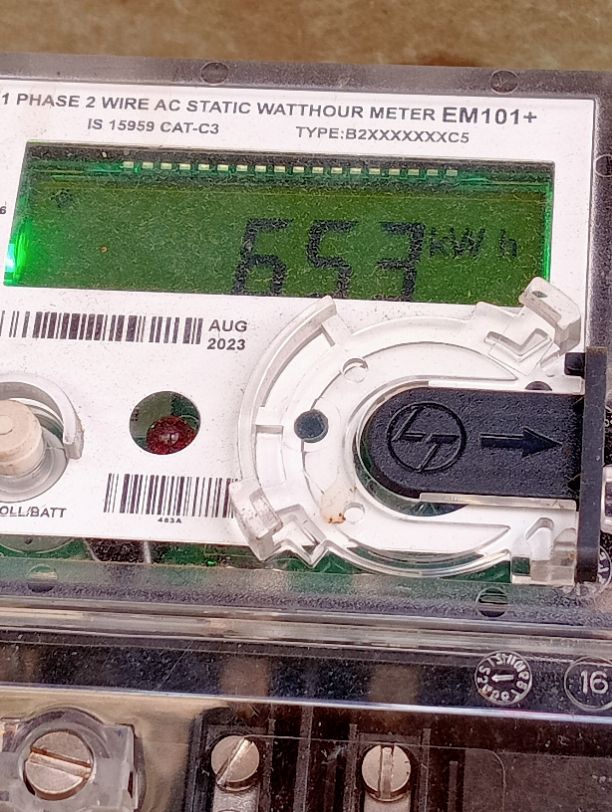 1 PHASE 2 WIRE AC STATIC WATTHOUR METER EM101+
IS 15959 CAT-C3 TYPE:B2XXXXXXXC5
653 kWh
AUG
2023
OLL/BATT
483A
16